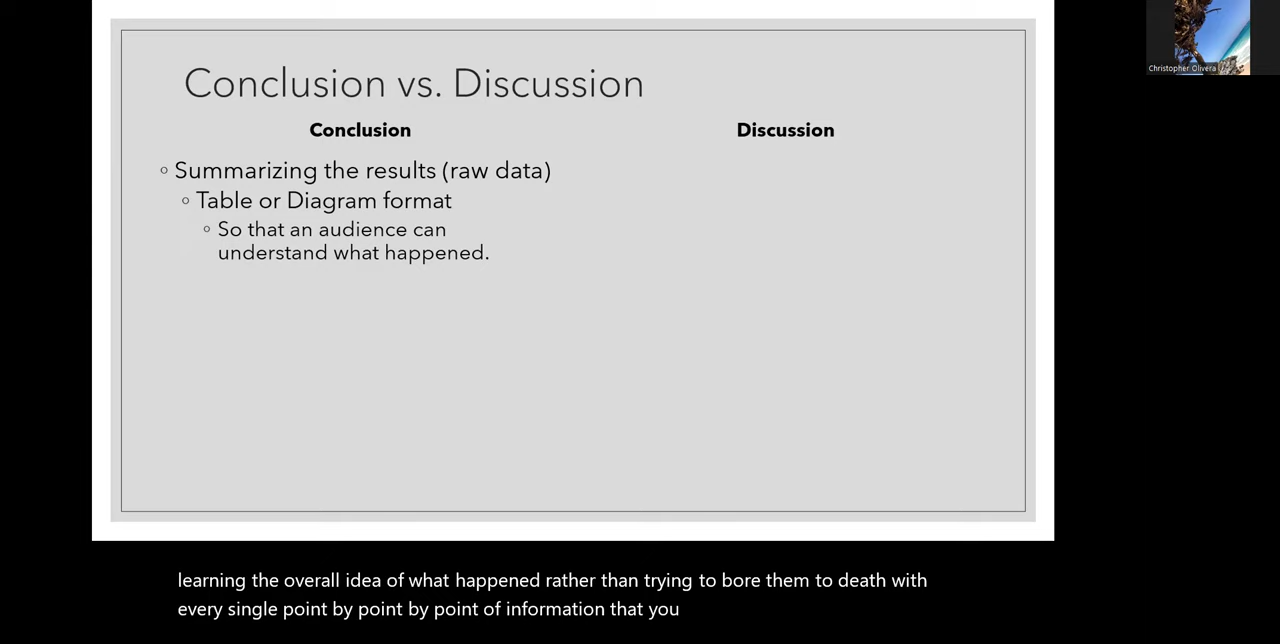 Christopher Olivera
Conclusion vs. Discussion
Conclusion
Discussion
Summarizing the results (raw data)
Table or Diagram format
So that an audience can
understand what happened.
learning the overall idea of what happened rather than trying to bore them to death with
every single point by point by point of information that you